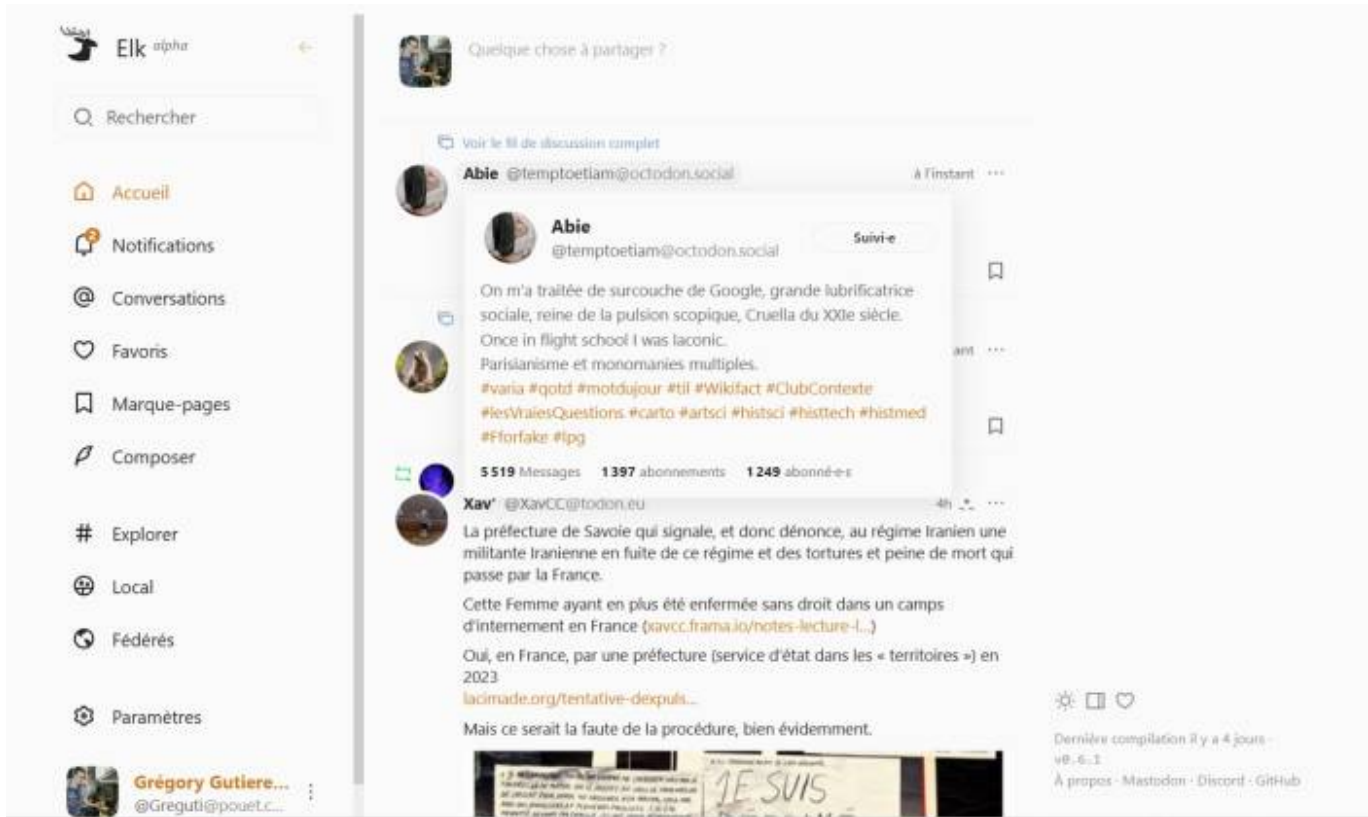 Elk alpha
Rechercher
Accueil
2
Notifications
Conversations
Favoris
Marque-pages
Composer
Explorer
Local
Fédérés
Paramètres
Grégory Gutiere...
@Greguti@pouet.c...
Quelque chose à partager ?
Voir le fil de discussion complet
Abie @temptoetiam@octodon.social à l'instant
Abie
@temptoetiam@octodon.social
Suivi·e
On m'a traitée de surcouche de Google, grande lubrificatrice
sociale, reine de la pulsion scopique, Cruella du XXIe siècle.
Once in flight school I was laconic.
Parisianisme et monomanies multiples.
#varia #qotd #motdujour #til #Wikifact #ClubContexte
#lesVraiesQuestions #carto #artsci #histsci #histtech #histmed
#Fforfake #lpg
5 519 Messages 1 397 abonnements 1 249 abonné·e·s
ant
Xav' @XavCC@todon.eu 4h
La préfecture de Savoie qui signale, et donc dénonce, au régime Iranien une
militante Iranienne en fuite de ce régime et des tortures et peine de mort qui
passe par la France.
Cette Femme ayant en plus été enfermée sans droit dans un camps
d'internement en France (xavcc.frama.io/notes-lecture-l...)
Oui, en France, par une préfecture (service d'état dans les « territoires ») en
2023
lacimade.org/tentative-dexpuls...
Mais ce serait la faute de la procédure, bien évidemment.
JE SUIS
Dernière compilation il y a 4 jours ·
v0.6.1
À propos · Mastodon · Discord · GitHub